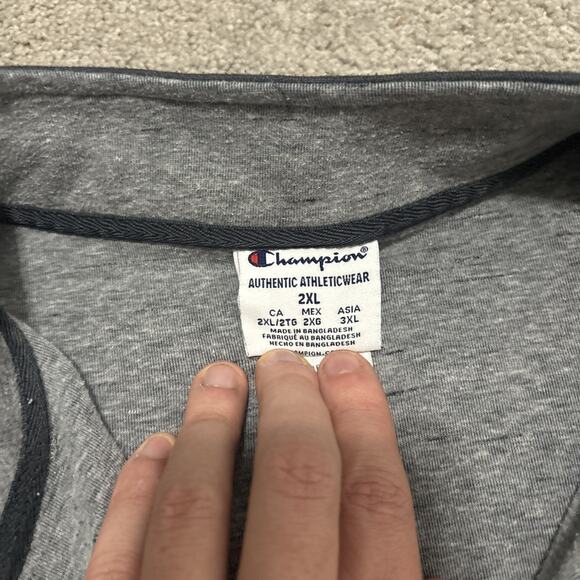 Champion®
AUTHENTIC ATHLETICWEAR
2XL
CA MEX ASIA
2XL/2TG 2XG 3XL
MADE IN BANGLADESH
FABRIQUÉ AU BANGLADESH
HECHO EN BANGLADESH